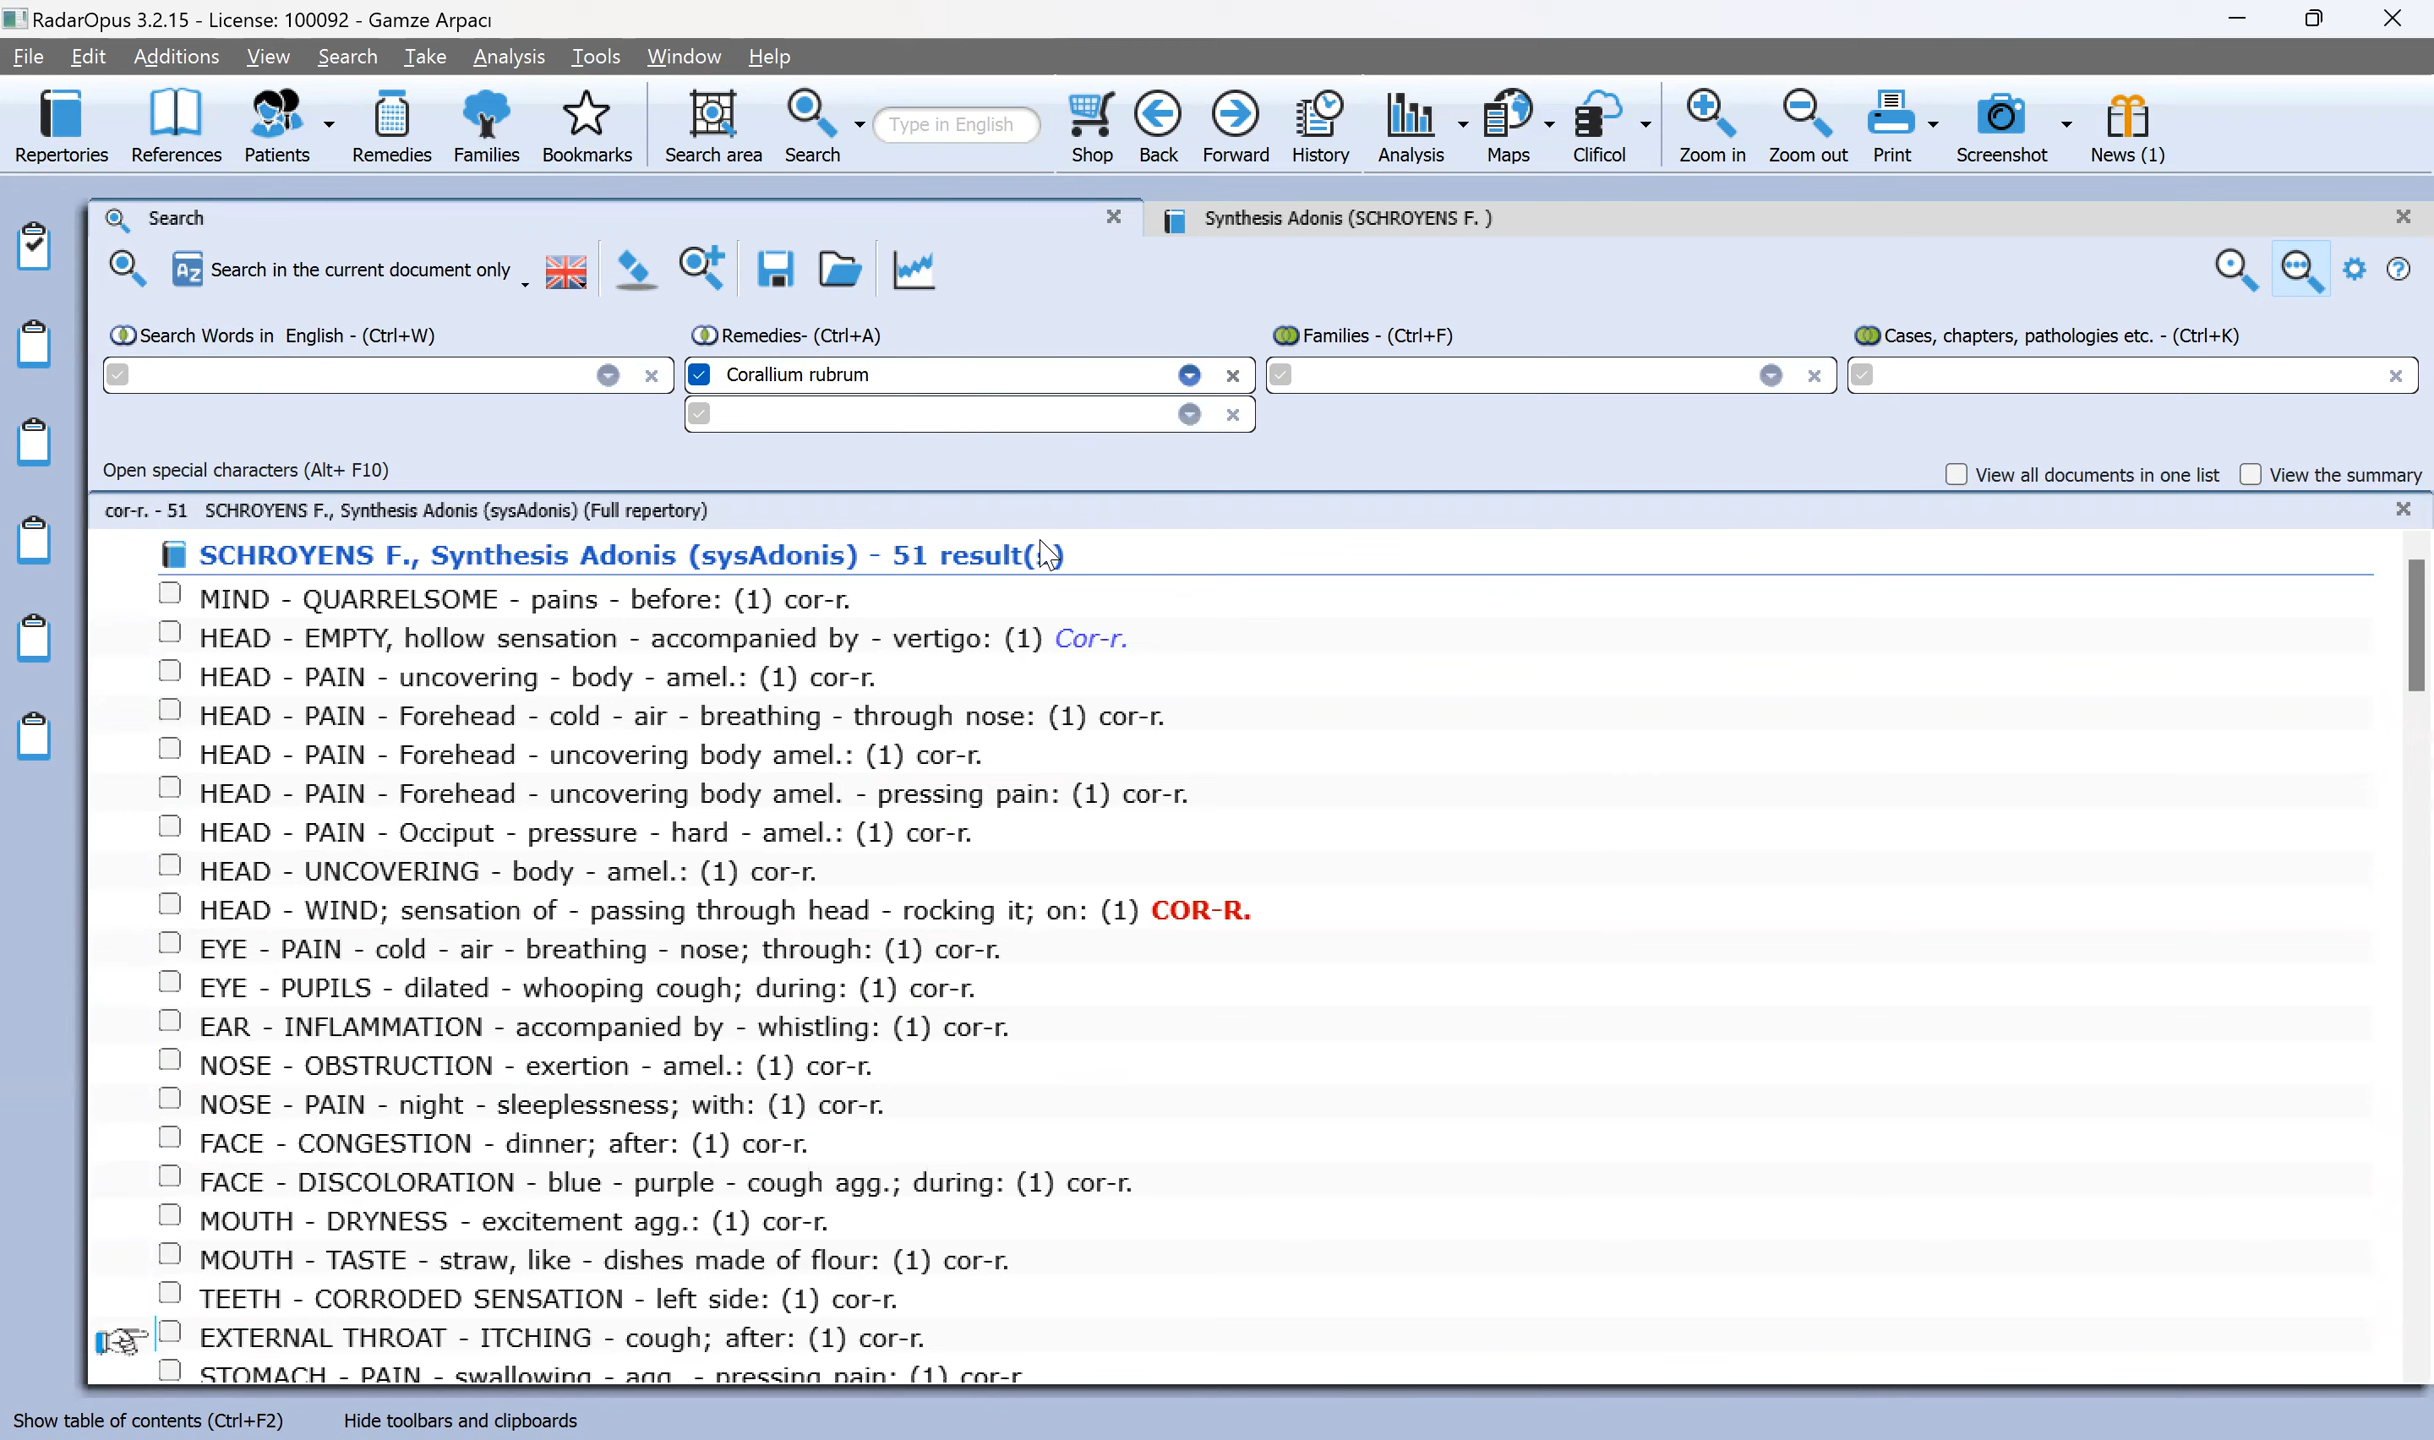 RadarOpus 3.2.15 - License: 100092 - Gamze Arpacı
File Edit Additions View Search Take Analysis Tools Window Help
Repertories References Patients Remedies Families Bookmarks Search area Search Type in English Shop Back Forward History Analysis Maps Clificol Zoom in Zoom out Print Screenshot News (1)
Search Synthesis Adonis (SCHROYENS F. )
AZ Search in the current document only
Search Words in English - (Ctrl+W) Remedies- (Ctrl+A) Families - (Ctrl+F) Cases, chapters, pathologies etc. - (Ctrl+K)
Corallium rubrum
Open special characters (Alt+ F10) View all documents in one list View the summary
cor-r. - 51 SCHROYENS F., Synthesis Adonis (sysAdonis) (Full repertory)
SCHROYENS F., Synthesis Adonis (sysAdonis) - 51 result(s)
MIND - QUARRELSOME - pains - before: (1) cor-r.
HEAD - EMPTY, hollow sensation - accompanied by - vertigo: (1) Cor-r.
HEAD - PAIN - uncovering - body - amel.: (1) cor-r.
HEAD - PAIN - Forehead - cold - air - breathing - through nose: (1) cor-r.
HEAD - PAIN - Forehead - uncovering body amel.: (1) cor-r.
HEAD - PAIN - Forehead - uncovering body amel. - pressing pain: (1) cor-r.
HEAD - PAIN - Occiput - pressure - hard - amel.: (1) cor-r.
HEAD - UNCOVERING - body - amel.: (1) cor-r.
HEAD - WIND; sensation of - passing through head - rocking it; on: (1) COR-R.
EYE - PAIN - cold - air - breathing - nose; through: (1) cor-r.
EYE - PUPILS - dilated - whooping cough; during: (1) cor-r.
EAR - INFLAMMATION - accompanied by - whistling: (1) cor-r.
NOSE - OBSTRUCTION - exertion - amel.: (1) cor-r.
NOSE - PAIN - night - sleeplessness; with: (1) cor-r.
FACE - CONGESTION - dinner; after: (1) cor-r.
FACE - DISCOLORATION - blue - purple - cough agg.; during: (1) cor-r.
MOUTH - DRYNESS - excitement agg.: (1) cor-r.
MOUTH - TASTE - straw, like - dishes made of flour: (1) cor-r.
TEETH - CORRODED SENSATION - left side: (1) cor-r.
EXTERNAL THROAT - ITCHING - cough; after: (1) cor-r.
STOMACH - PAIN - swallowing - agg. - pressing pain: (1) cor-r
Show table of contents (Ctrl+F2) Hide toolbars and clipboards